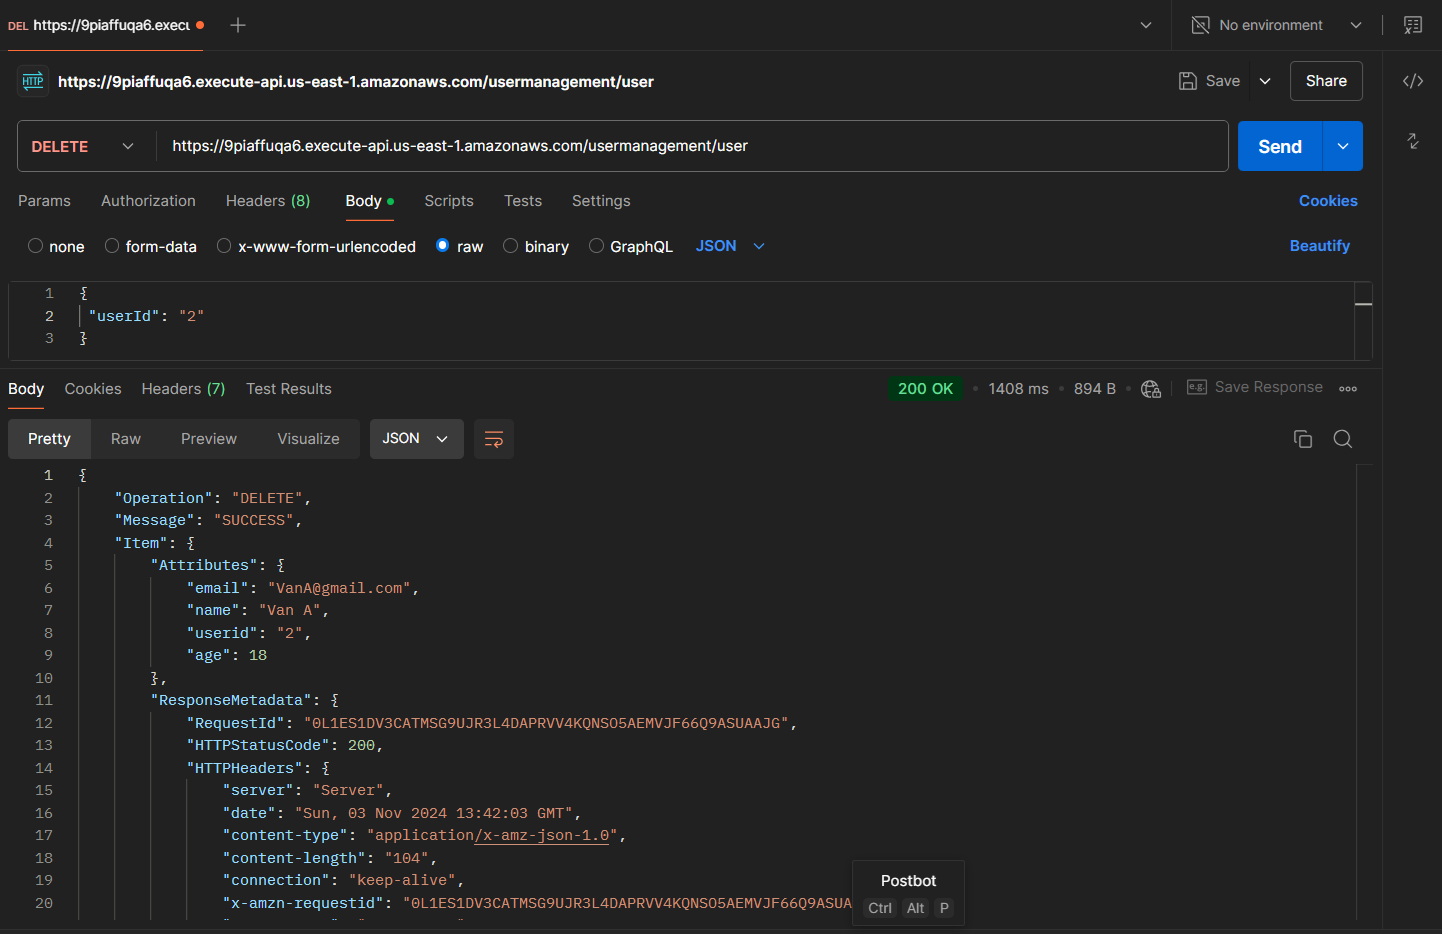 DEL https://9piaffuqa6.execu
No environment
HTTP https://9piaffuqa6.execute-api.us-east-1.amazonaws.com/usermanagement/user Save Share
DELETE https://9piaffuqa6.execute-api.us-east-1.amazonaws.com/usermanagement/user Send
Params Authorization Headers (8) Body Scripts Tests Settings Cookies
none form-data x-www-form-urlencoded raw binary GraphQL JSON Beautify
1 {
2 "userId": "2"
3 }
Body Cookies Headers (7) Test Results 200 OK 1408 ms 894 B e.g. Save Response
Pretty Raw Preview Visualize JSON
1 {
2 "Operation": "DELETE",
3 "Message": "SUCCESS",
4 "Item": {
5 "Attributes": {
6 "email": "VanA@gmail.com",
7 "name": "Van A",
8 "userid": "2",
9 "age": 18
10 },
11 "ResponseMetadata": {
12 "RequestId": "0L1ES1DV3CATMSG9UJR3L4DAPRVV4KQNSO5AEMVJF66Q9ASUAAJG",
13 "HTTPStatusCode": 200,
14 "HTTPHeaders": {
15 "server": "Server",
16 "date": "Sun, 03 Nov 2024 13:42:03 GMT",
17 "content-type": "application/x-amz-json-1.0",
18 "content-length": "104",
19 "connection": "keep-alive",
20 "x-amzn-requestid": "0L1ES1DV3CATMSG9UJR3L4DAPRVV4KQNSO5AEMVJF66Q9ASUA
Postbot
Ctrl Alt P